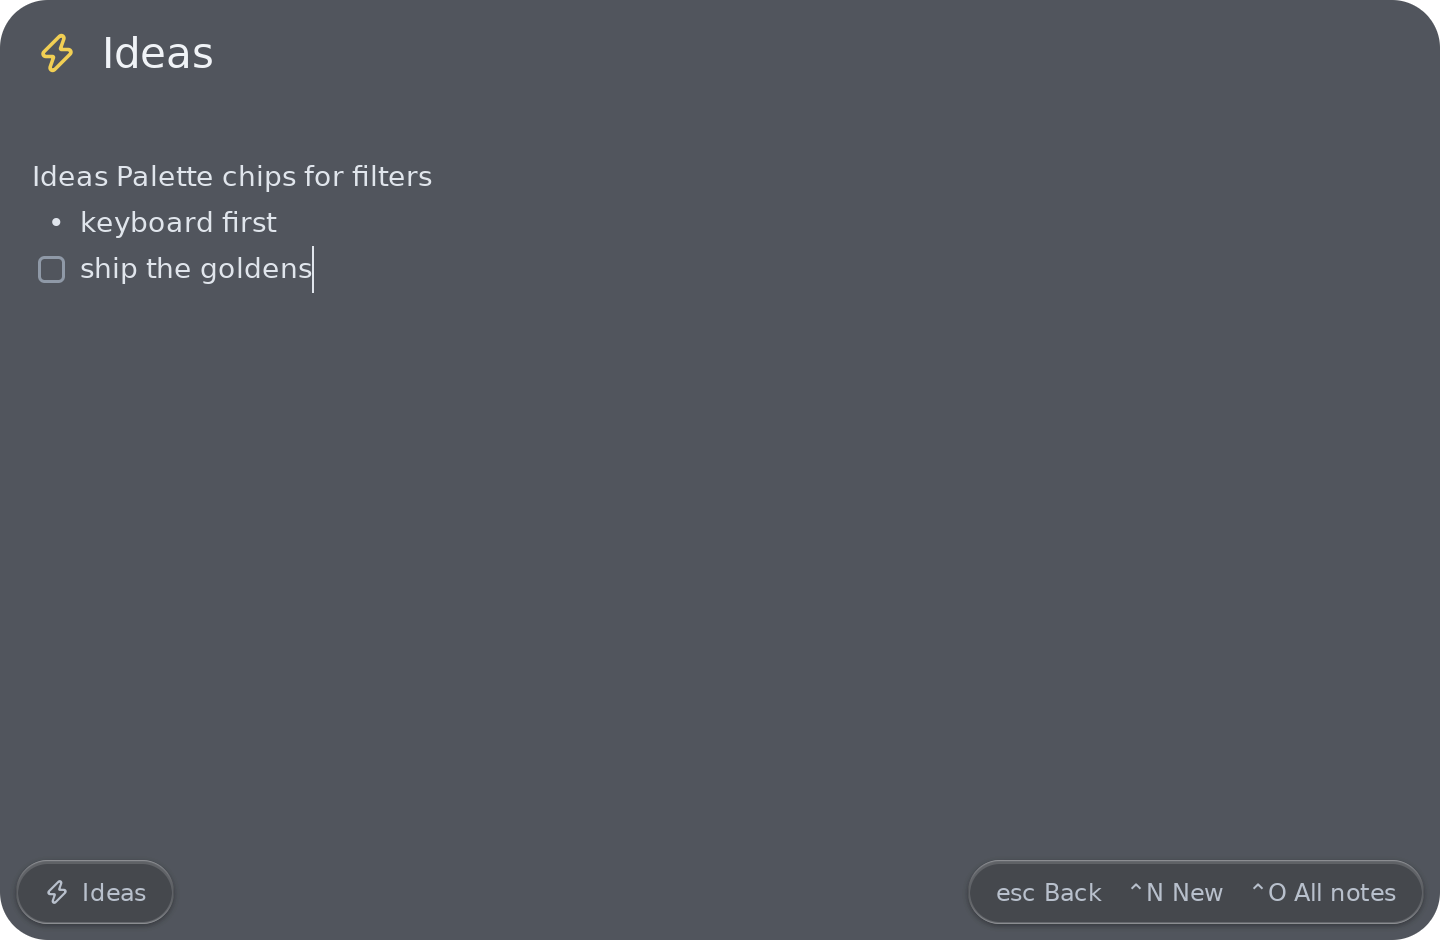 Ideas
Ideas Palette chips for filters
• keyboard first
ship the goldens
Ideas
esc Back ⌃N New ⌃O All notes